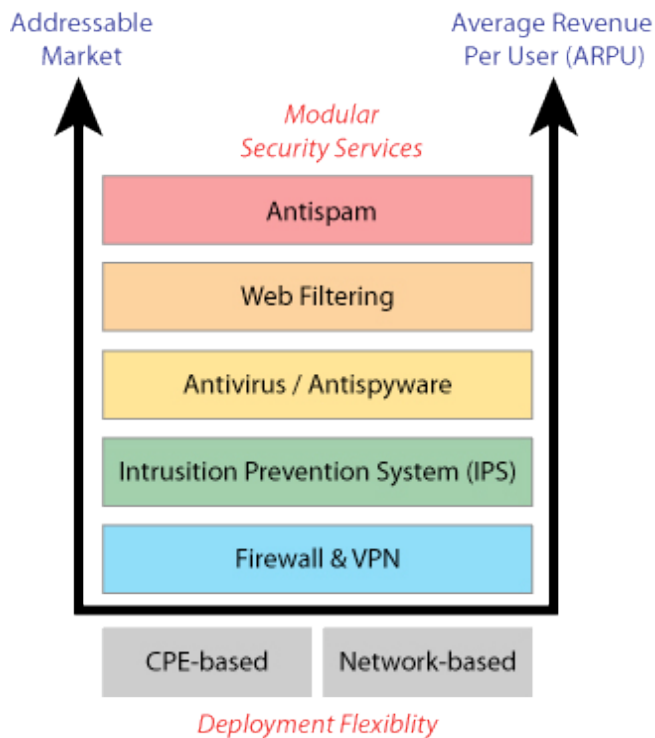 Addressable
Market
Average Revenue
Per User (ARPU)
Modular
Security Services
Antispam
Web Filtering
Antivirus / Antispyware
Intrusition Prevention System (IPS)
Firewall & VPN
CPE-based
Network-based
Deployment Flexiblity